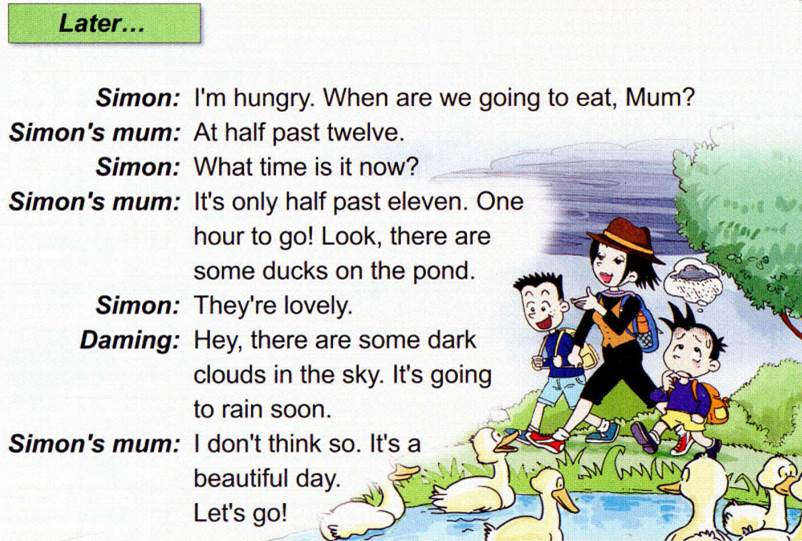 Later...
Simon: I'm hungry. When are we going to eat, Mum?
Simon's mum: At half past twelve.
Simon: What time is it now?
Simon's mum: It's only half past eleven. One
hour to go! Look, there are
some ducks on the pond.
Simon: They're lovely.
Daming: Hey, there are some dark
clouds in the sky. It's going
to rain soon.
Simon's mum: I don't think so. It's a
beautiful day.
Let's go!